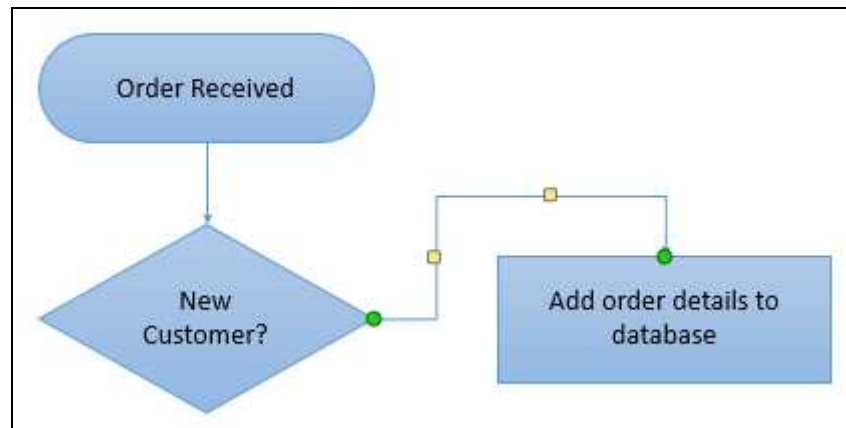 Order Received
New
Customer?
Add order details to
database